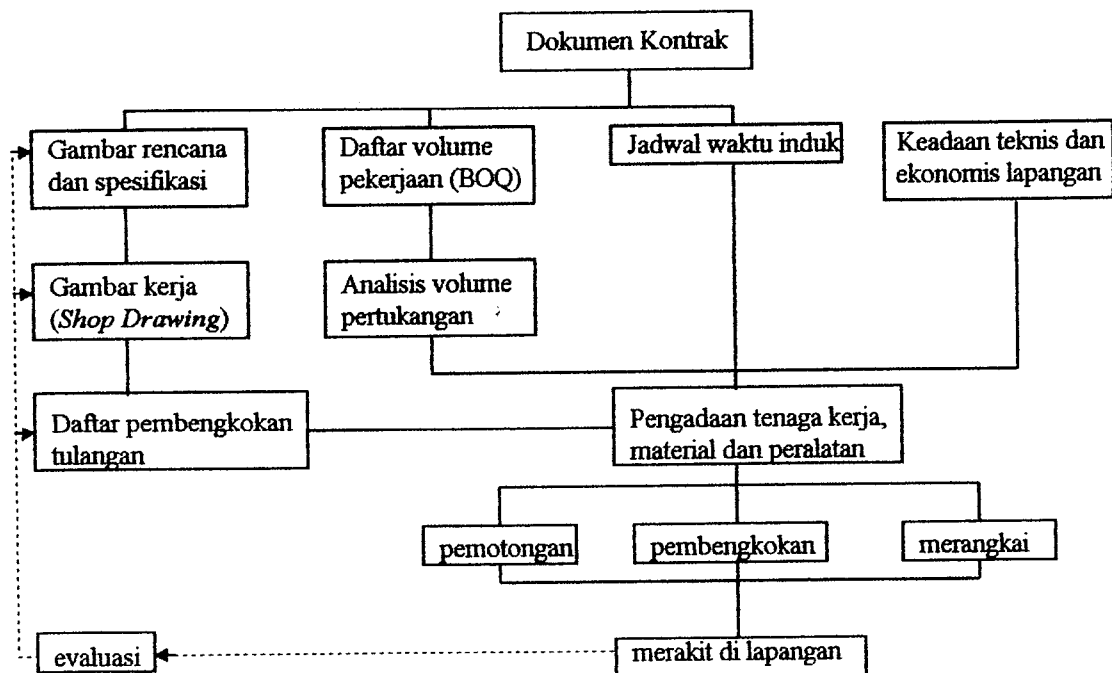 Dokumen Kontrak
Gambar rencana
dan spesifikasi
Daftar volume
pekerjaan (BOQ)
Jadwal waktu induk
Keadaan teknis dan
ekonomis lapangan
Gambar kerja
(Shop Drawing)
Analisis volume
pertukangan
Daftar pembengkokan
tulangan
Pengadaan tenaga kerja,
material dan peralatan
pemotongan
pembengkokan
merangkai
evaluasi
merakit di lapangan